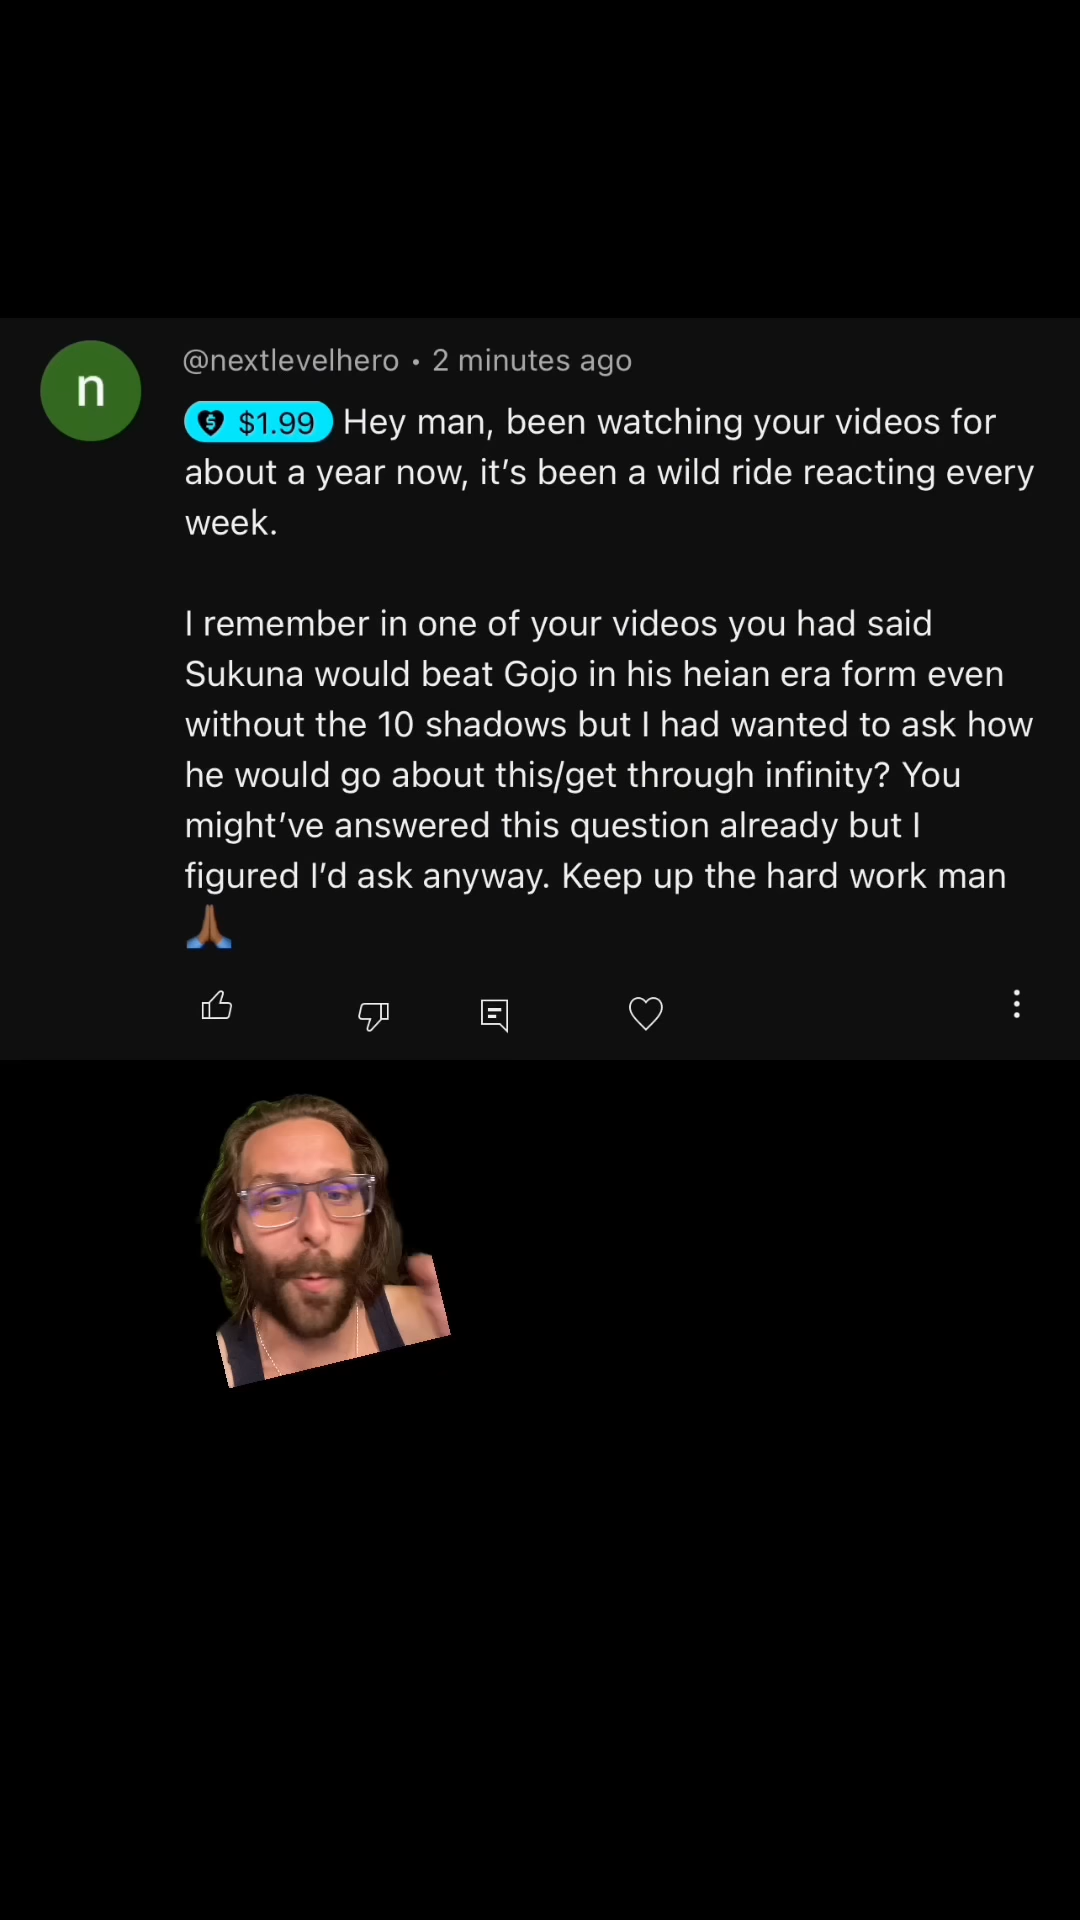 n
@nextlevelhero • 2 minutes ago
$1.99 Hey man, been watching your videos for
about a year now, it’s been a wild ride reacting every
week.
I remember in one of your videos you had said
Sukuna would beat Gojo in his heian era form even
without the 10 shadows but I had wanted to ask how
he would go about this/get through infinity? You
might’ve answered this question already but I
figured I’d ask anyway. Keep up the hard work man
🙏🏾